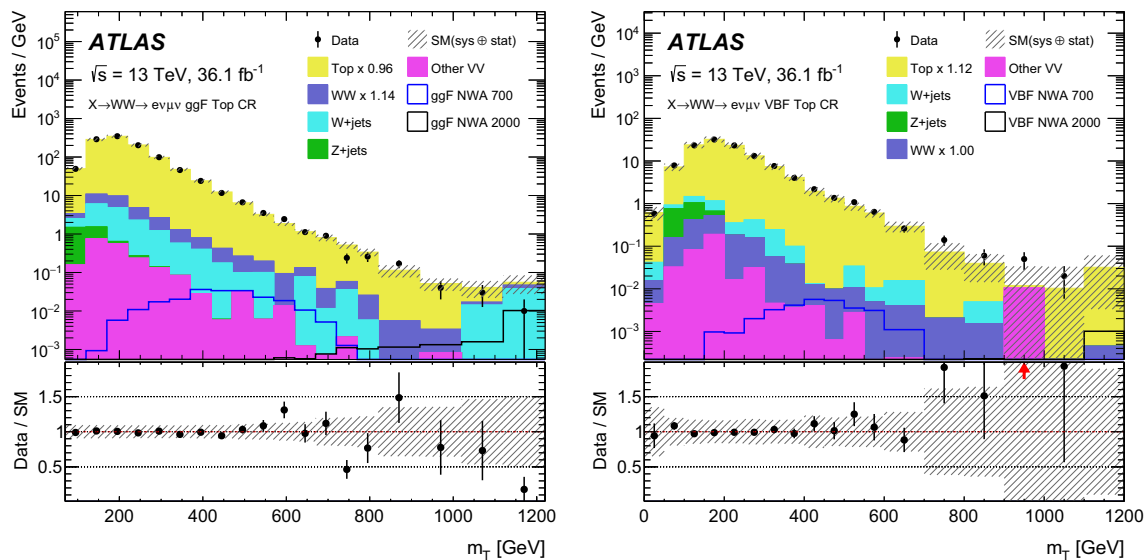 Events / GeV
10⁵
10⁴
10³
10²
10
1
10⁻¹
10⁻²
10⁻³
ATLAS
√s = 13 TeV, 36.1 fb⁻¹
X→WW→ eνμν ggF Top CR
Data
SM(sys ⊕ stat)
Top x 0.96
Other VV
WW x 1.14
ggF NWA 700
W+jets
ggF NWA 2000
Z+jets
Data / SM
1.5
1
0.5
200 400 600 800 1000 1200
m_T [GeV]
Events / GeV
10⁴
10³
10²
10
1
10⁻¹
10⁻²
10⁻³
ATLAS
√s = 13 TeV, 36.1 fb⁻¹
X→WW→ eνμν VBF Top CR
Data
SM(sys ⊕ stat)
Top x 1.12
Other VV
W+jets
VBF NWA 700
Z+jets
VBF NWA 2000
WW x 1.00
Data / SM
1.5
1
0.5
0 200 400 600 800 1000 1200
m_T [GeV]